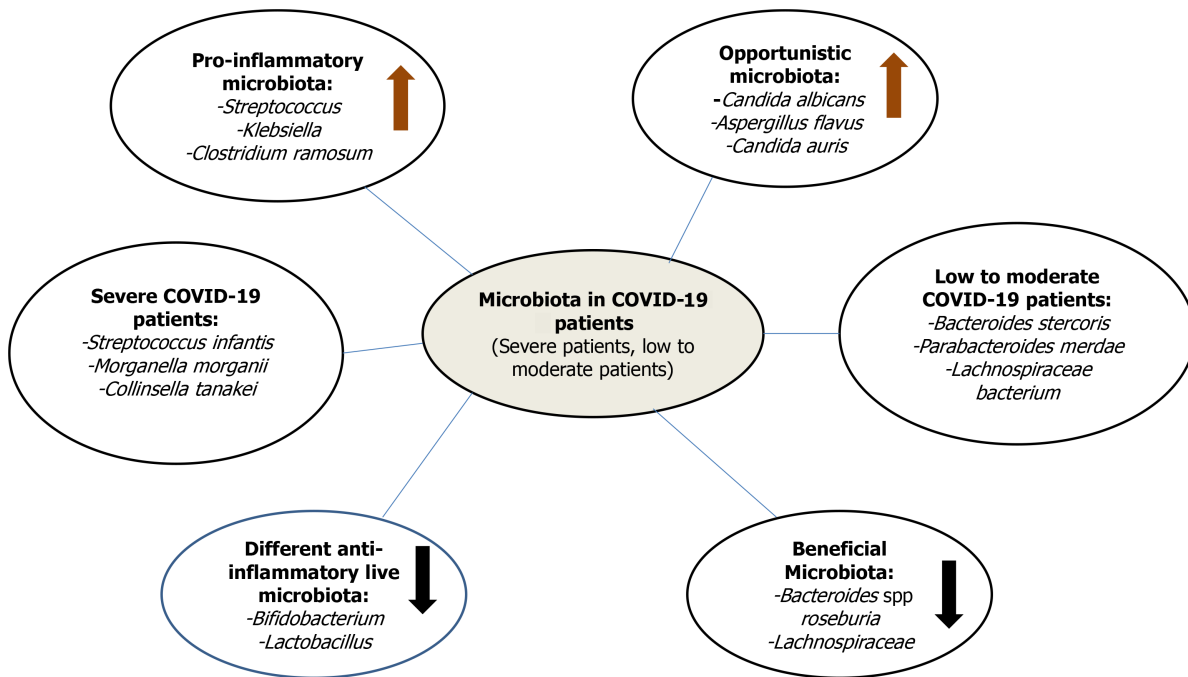 Pro-inflammatory
microbiota:
-Streptococcus
-Klebsiella
-Clostridium ramosum
Opportunistic
microbiota:
-Candida albicans
-Aspergillus flavus
-Candida auris
Severe COVID-19
patients:
-Streptococcus infantis
-Morganella morganii
-Collinsella tanakei
Microbiota in COVID-19
patients
(Severe patients, low to
moderate patients)
Low to moderate
COVID-19 patients:
-Bacteroides stercoris
-Parabacteroides merdae
-Lachnospiraceae
bacterium
Different anti-
inflammatory live
microbiota:
-Bifidobacterium
-Lactobacillus
Beneficial
Microbiota:
-Bacteroides spp
roseburia
-Lachnospiraceae